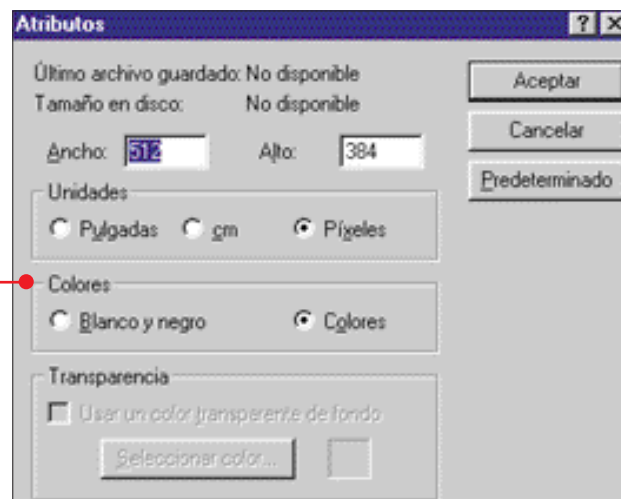 Atributos
Último archivo guardado: No disponible
Tamaño en disco: No disponible
Ancho: 512 Alto: 384
Unidades
Pulgadas cm Píxeles
Colores
Blanco y negro Colores
Transparencia
Usar un color transparente de fondo
Seleccionar color...
Aceptar
Cancelar
Predeterminado